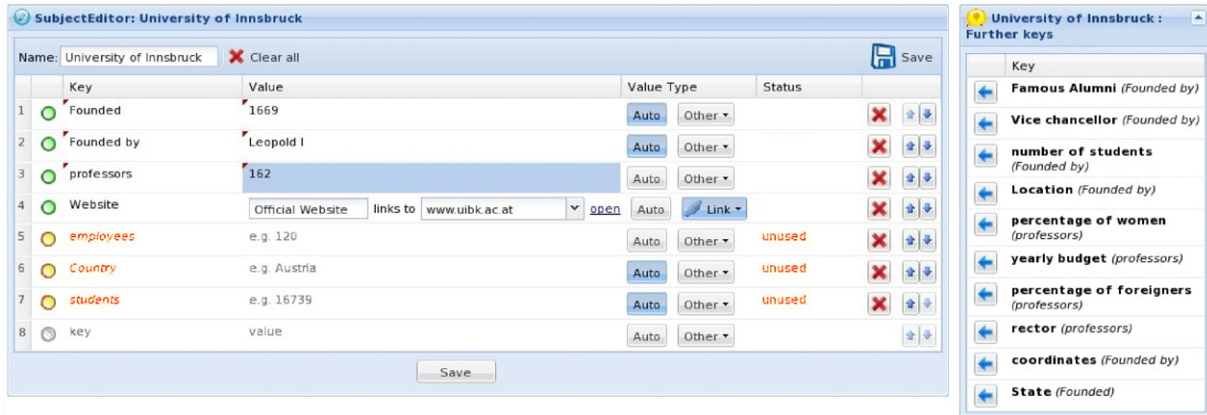 SubjectEditor: University of Innsbruck
Name: University of Innsbruck Clear all Save
Key Value Value Type Status
1 Founded 1669 Auto Other
2 Founded by Leopold I Auto Other
3 professors 162 Auto Other
4 Website Official Website links to www.uibk.ac.at open Auto Link
5 employees e.g. 120 Auto Other unused
6 Country e.g. Austria Auto Other unused
7 students e.g. 16739 Auto Other unused
8 key value Auto Other
Save
University of Innsbruck :
Further keys
Key
Famous Alumni (Founded by)
Vice chancellor (Founded by)
number of students
(Founded by)
Location (Founded by)
percentage of women
(professors)
yearly budget (professors)
percentage of foreigners
(professors)
rector (professors)
coordinates (Founded by)
State (Founded)